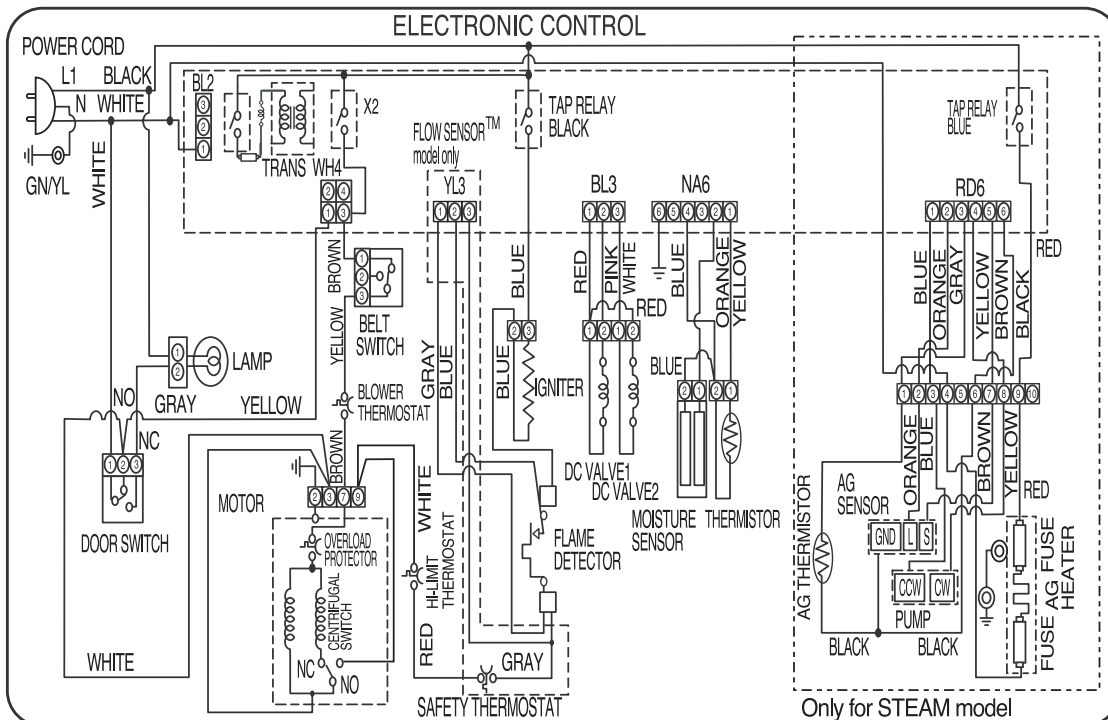 ELECTRONIC CONTROL
POWER CORD
L1 BLACK
N WHITE
GN/YL
WHITE
BL2
3
2
1
TRANS WH4
X2
2 4
1 3
FLOW SENSOR™
model only
YL3
1 2 3
TAP RELAY
BLACK
BL3
1 2 3
NA6
6 5 4 3 2 1
TAP RELAY
BLUE
RD6
1 2 3 4 5 6
RED
BROWN
1
2
3
BELT
SWITCH
YELLOW
BLOWER
THERMOSTAT
BROWN
1
2
LAMP
GRAY
YELLOW
NO
NC
1 2 3
DOOR SWITCH
WHITE
MOTOR
2 3 7 9
OVERLOAD
PROTECTOR
CENTRIFUGAL
SWITCH
NC
NO
WHITE
HI-LIMIT
THERMOSTAT
RED
GRAY
BLUE
BLUE
BLUE
2 3
IGNITER
FLAME
DETECTOR
GRAY
SAFETY THERMOSTAT
RED
PINK
WHITE
RED
1 2 1 2
DC VALVE1
DC VALVE2
BLUE
ORANGE
YELLOW
BLUE
2 1 2 1
MOISTURE
SENSOR
THERMISTOR
BLUE
ORANGE
GRAY
YELLOW
BROWN
BLACK
1 2 3 4 5 6 7 8 9 10
ORANGE
BLUE
BROWN
YELLOW
RED
AG
SENSOR
GND L S
CCW CW
PUMP
AG THERMISTOR
BLACK
BLACK
FUSE AG FUSE
HEATER
Only for STEAM model